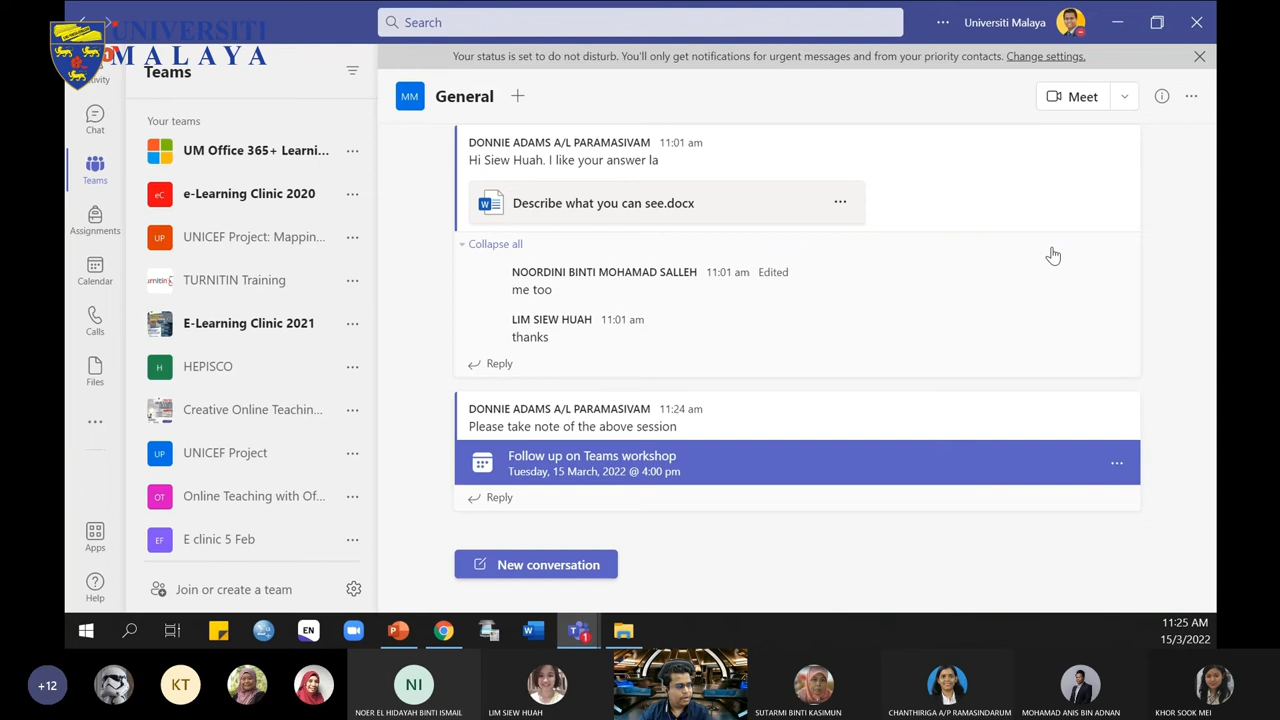 UNIVERSITI
MALAYA
Search
Universiti Malaya
Your status is set to do not disturb. You'll only get notifications for urgent messages and from your priority contacts. Change settings.
Teams
MM
General
Meet
Chat
Teams
Assignments
Calendar
Calls
Files
Apps
Help
Your teams
UM Office 365+ Learni...
eC
e-Learning Clinic 2020
UP
UNICEF Project: Mappin...
TURNITIN Training
E-Learning Clinic 2021
H
HEPISCO
Creative Online Teachin...
UP
UNICEF Project
OT
Online Teaching with Of...
EF
E clinic 5 Feb
Join or create a team
DONNIE ADAMS A/L PARAMASIVAM 11:01 am
Hi Siew Huah. I like your answer la
Describe what you can see.docx
Collapse all
NOORDINI BINTI MOHAMAD SALLEH 11:01 am Edited
me too
LIM SIEW HUAH 11:01 am
thanks
Reply
DONNIE ADAMS A/L PARAMASIVAM 11:24 am
Please take note of the above session
Follow up on Teams workshop
Tuesday, 15 March, 2022 @ 4:00 pm
Reply
New conversation
EN
1
11:25 AM
15/3/2022
+12
KT
NI
NOER EL HIDAYAH BINTI ISMAIL
LIM SIEW HUAH
SUTARMI BINTI KASIMUN
CHANTHIRIGA A/P RAMASINDARUM
MOHAMAD ANIS BIN ADNAN
KHOR SOOK MEI